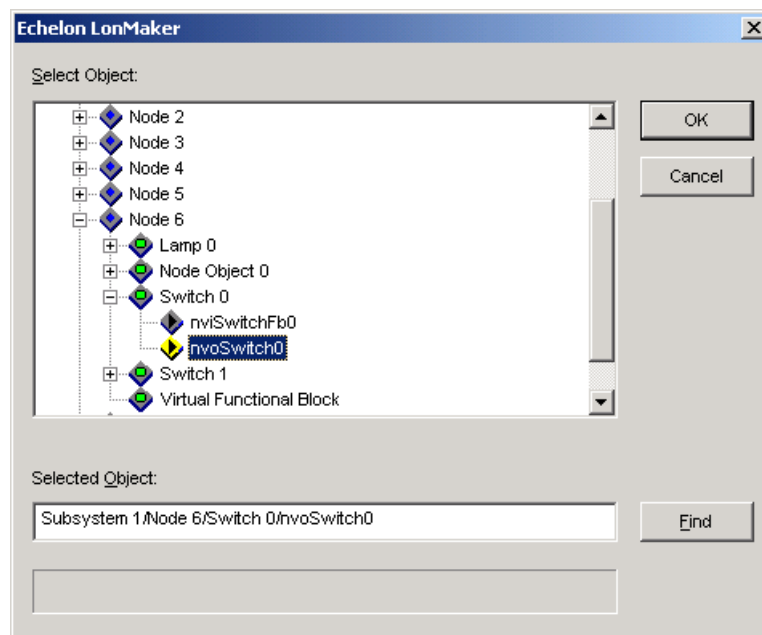 Echelon LonMaker
Select Object:
Node 2
Node 3
Node 4
Node 5
Node 6
Lamp 0
Node Object 0
Switch 0
nviSwitchFb0
nvoSwitch0
Switch 1
Virtual Functional Block
OK
Cancel
Selected Object:
Subsystem 1/Node 6/Switch 0/nvoSwitch0
Find